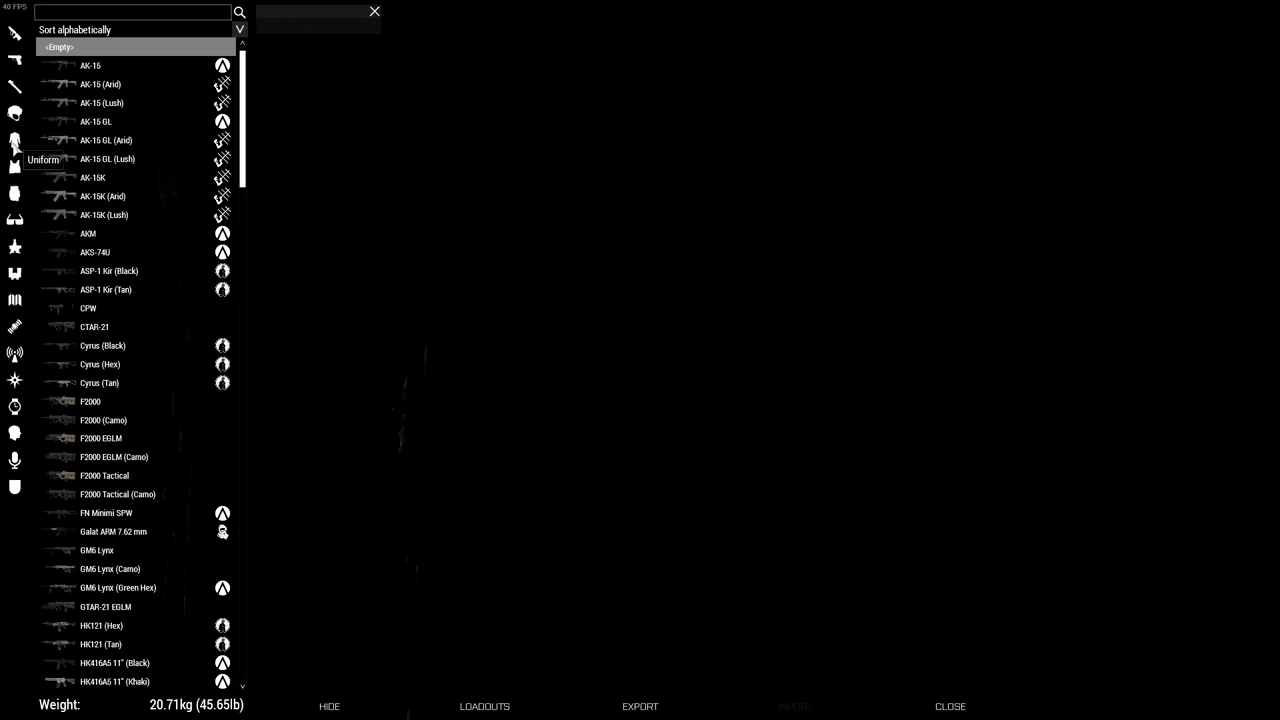 40 FPS
Sort alphabetically
<Empty>
AK-15
AK-15 (Arid)
AK-15 (Lush)
AK-15 GL
AK-15 GL (Arid)
Uniform
AK-15 GL (Lush)
AK-15K
AK-15K (Arid)
AK-15K (Lush)
AKM
AKS-74U
ASP-1 Kir (Black)
ASP-1 Kir (Tan)
CPW
CTAR-21
Cyrus (Black)
Cyrus (Hex)
Cyrus (Tan)
F2000
F2000 (Camo)
F2000 EGLM
F2000 EGLM (Camo)
F2000 Tactical
F2000 Tactical (Camo)
FN Minimi SPW
Galat ARM 7.62 mm
GM6 Lynx
GM6 Lynx (Camo)
GM6 Lynx (Green Hex)
GTAR-21 EGLM
HK121 (Hex)
HK121 (Tan)
HK416A5 11" (Black)
HK416A5 11" (Khaki)
Weight: 20.71kg (45.65lb)
HIDE LOADOUTS EXPORT IMPORT CLOSE